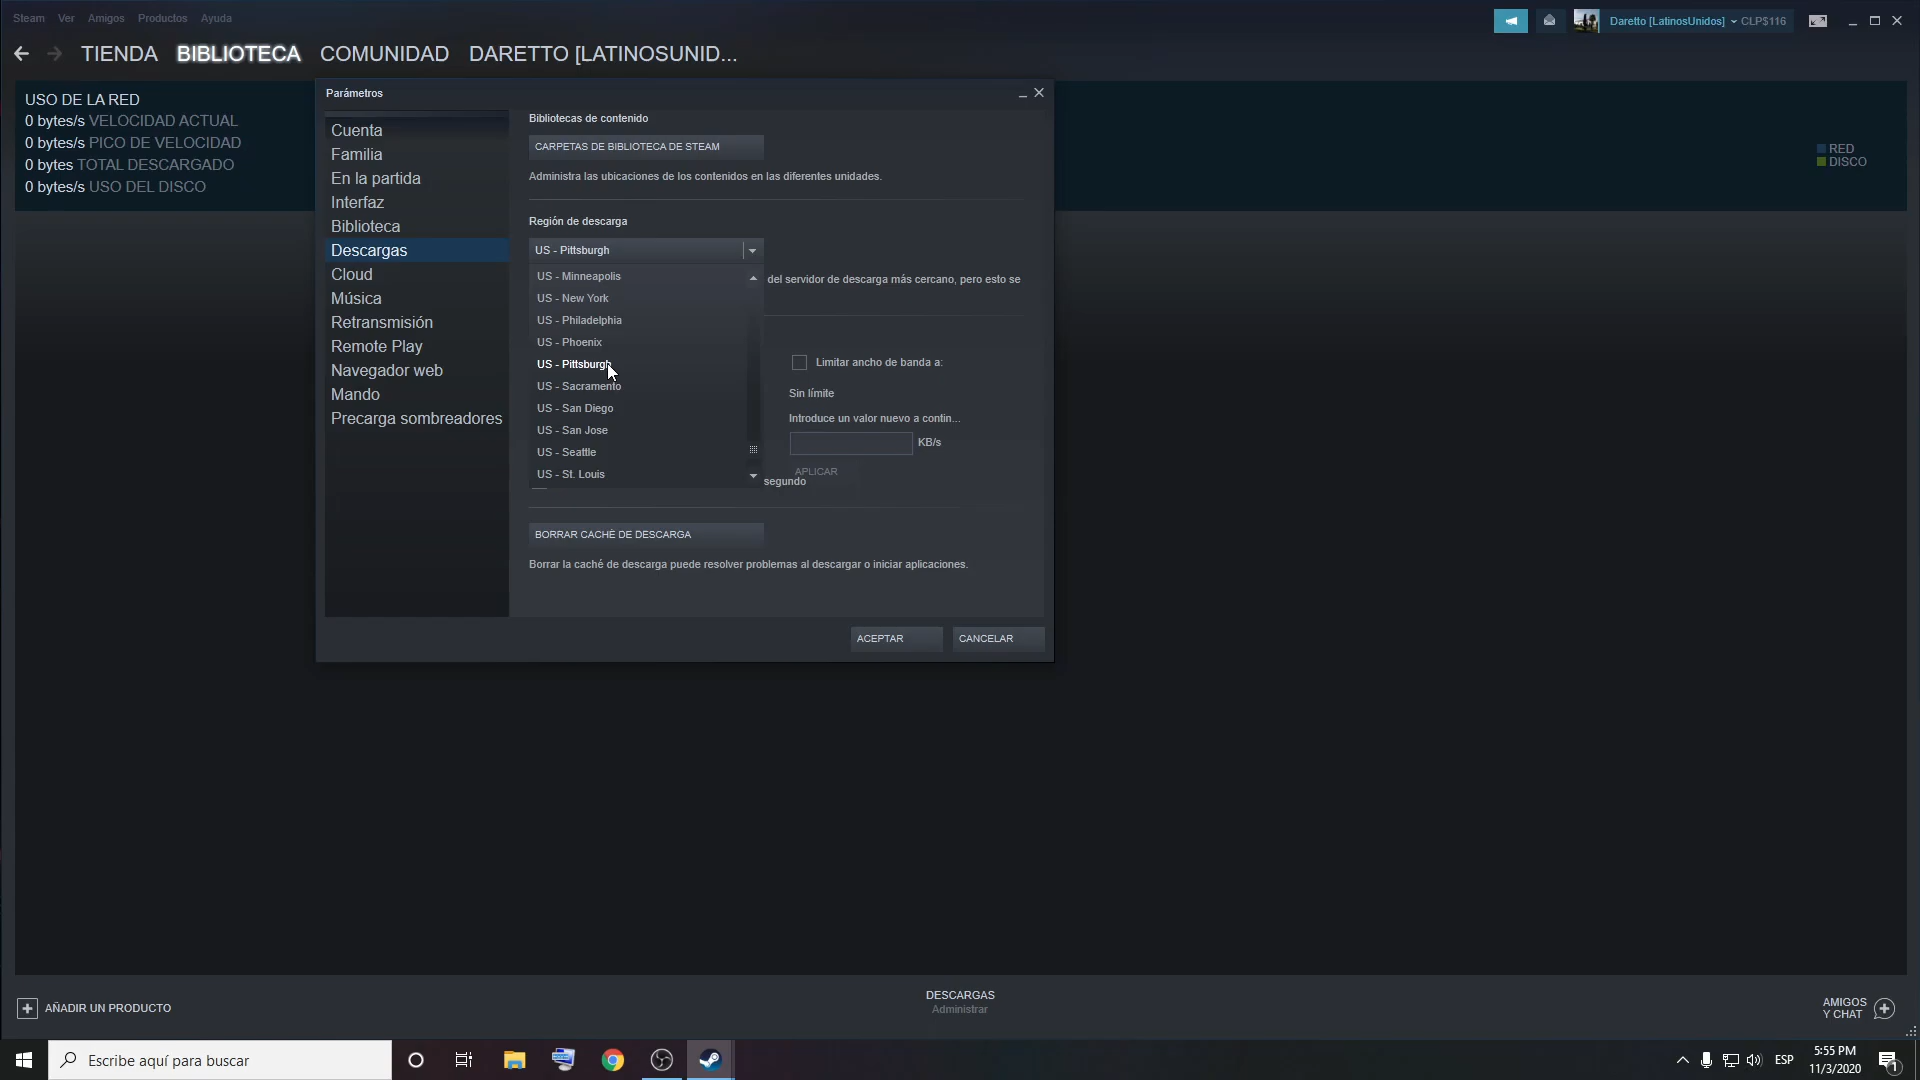 Steam Ver Amigos Productos Ayuda
Daretto [LatinosUnidos] CLP$116
TIENDA BIBLIOTECA COMUNIDAD DARETTO [LATINOSUNID...
USO DE LA RED
0 bytes/s VELOCIDAD ACTUAL
0 bytes/s PICO DE VELOCIDAD
0 bytes TOTAL DESCARGADO
0 bytes/s USO DEL DISCO
RED
DISCO
Parámetros
Cuenta
Familia
En la partida
Interfaz
Biblioteca
Descargas
Cloud
Música
Retransmisión
Remote Play
Navegador web
Mando
Precarga sombreadores
Bibliotecas de contenido
CARPETAS DE BIBLIOTECA DE STEAM
Administra las ubicaciones de los contenidos en las diferentes unidades.
Región de descarga
US - Pittsburgh
US - Minneapolis
US - New York
US - Philadelphia
US - Phoenix
US - Pittsburgh
US - Sacramento
US - San Diego
US - San Jose
US - Seattle
US - St. Louis
del servidor de descarga más cercano, pero esto se
Limitar ancho de banda a:
Sin límite
Introduce un valor nuevo a contin...
KB/s
APLICAR
segundo
BORRAR CACHÉ DE DESCARGA
Borrar la caché de descarga puede resolver problemas al descargar o iniciar aplicaciones.
ACEPTAR CANCELAR
AÑADIR UN PRODUCTO
DESCARGAS
Administrar
AMIGOS
Y CHAT
Escribe aquí para buscar
ESP
5:55 PM
11/3/2020
1